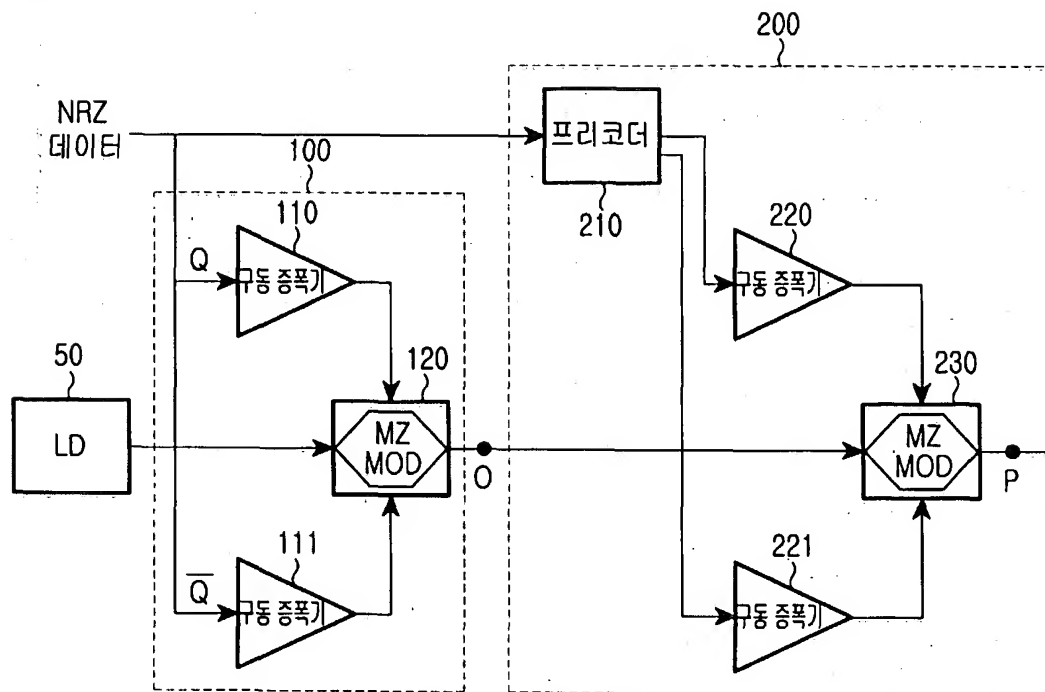 200
NRZ
데이터
프리코더
210
100
110
Q
구동 증폭기
220
구동 증폭기
50
LD
120
MZ
MOD
O
230
MZ
MOD
P
111
Q̅
구동 증폭기
221
구동 증폭기